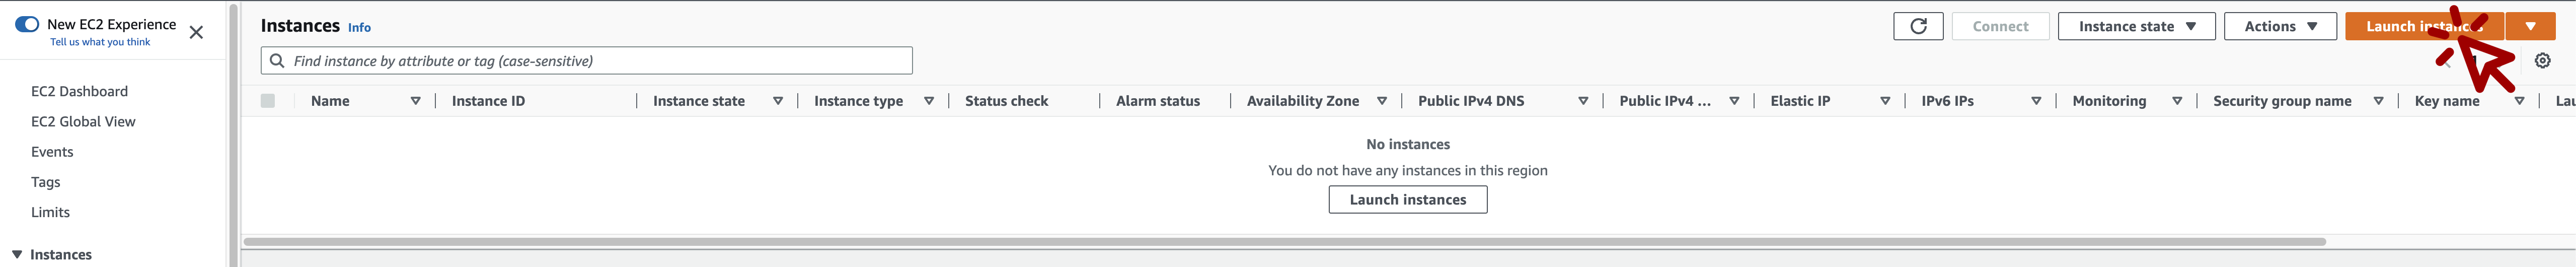 New EC2 Experience
Tell us what you think
EC2 Dashboard
EC2 Global View
Events
Tags
Limits
Instances
Instances Info
Connect
Instance state
Actions
Launch instances
Find instance by attribute or tag (case-sensitive)
Name Instance ID Instance state Instance type Status check Alarm status Availability Zone Public IPv4 DNS Public IPv4 ... Elastic IP IPv6 IPs Monitoring Security group name Key name Lau
No instances
You do not have any instances in this region
Launch instances